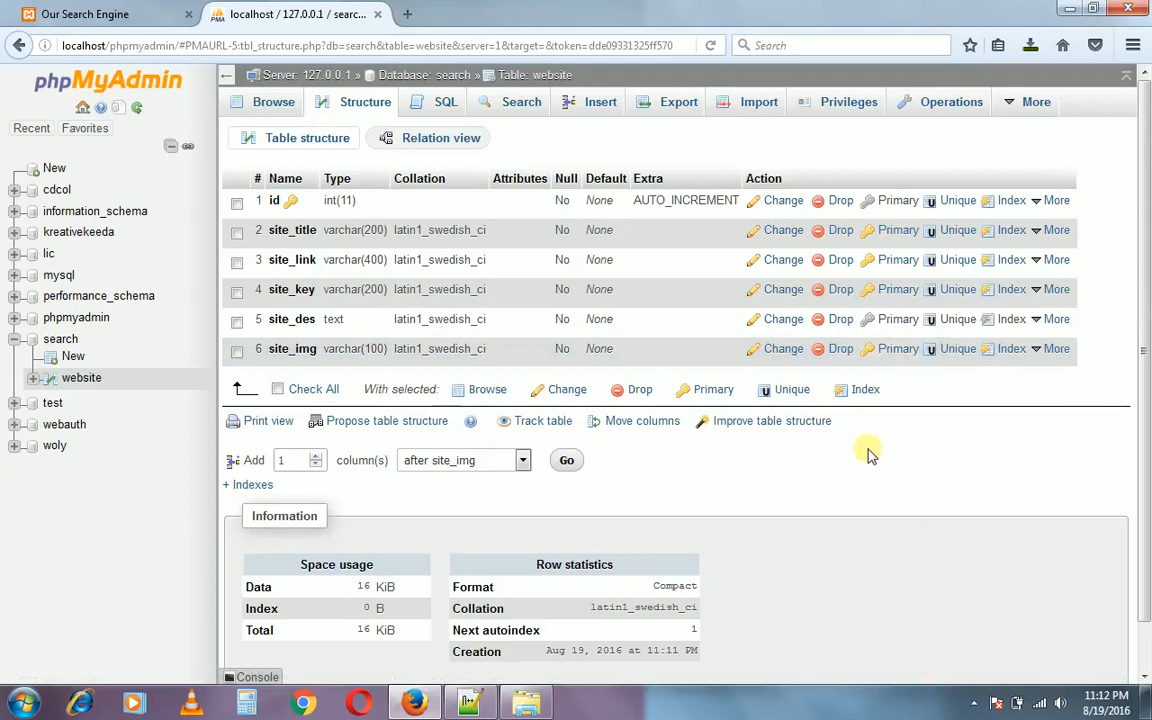 Our Search Engine
localhost / 127.0.0.1 / searc...
localhost/phpmyadmin/#PMAURL-5:tbl_structure.php?db=search&table=website&server=1&target=&token=dde09331325ff570
Search
phpMyAdmin
Recent
Favorites
New
cdcol
information_schema
kreativekeeda
lic
mysql
performance_schema
phpmyadmin
search
New
website
test
webauth
woly
Server: 127.0.0.1 » Database: search » Table: website
Browse Structure SQL Search Insert Export Import Privileges Operations More
Table structure Relation view
# Name Type Collation Attributes Null Default Extra Action
1 id int(11) No None AUTO_INCREMENT Change Drop Primary Unique Index More
2 site_title varchar(200) latin1_swedish_ci No None Change Drop Primary Unique Index More
3 site_link varchar(400) latin1_swedish_ci No None Change Drop Primary Unique Index More
4 site_key varchar(200) latin1_swedish_ci No None Change Drop Primary Unique Index More
5 site_des text latin1_swedish_ci No None Change Drop Primary Unique Index More
6 site_img varchar(100) latin1_swedish_ci No None Change Drop Primary Unique Index More
Check All With selected: Browse Change Drop Primary Unique Index
Print view Propose table structure Track table Move columns Improve table structure
Add 1 column(s) after site_img Go
+ Indexes
Information
Space usage
Data 16 KiB
Index 0 B
Total 16 KiB
Row statistics
Format Compact
Collation latin1_swedish_ci
Next autoindex 1
Creation Aug 19, 2016 at 11:11 PM
Console
11:12 PM
8/19/2016